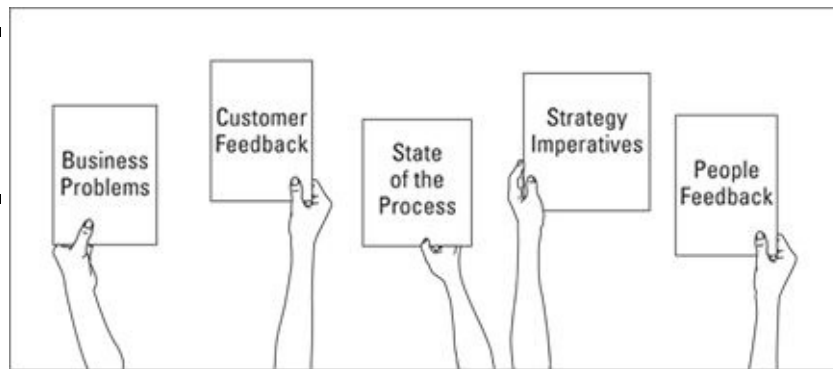 Business
Problems
Customer
Feedback
State
of the
Process
Strategy
Imperatives
People
Feedback